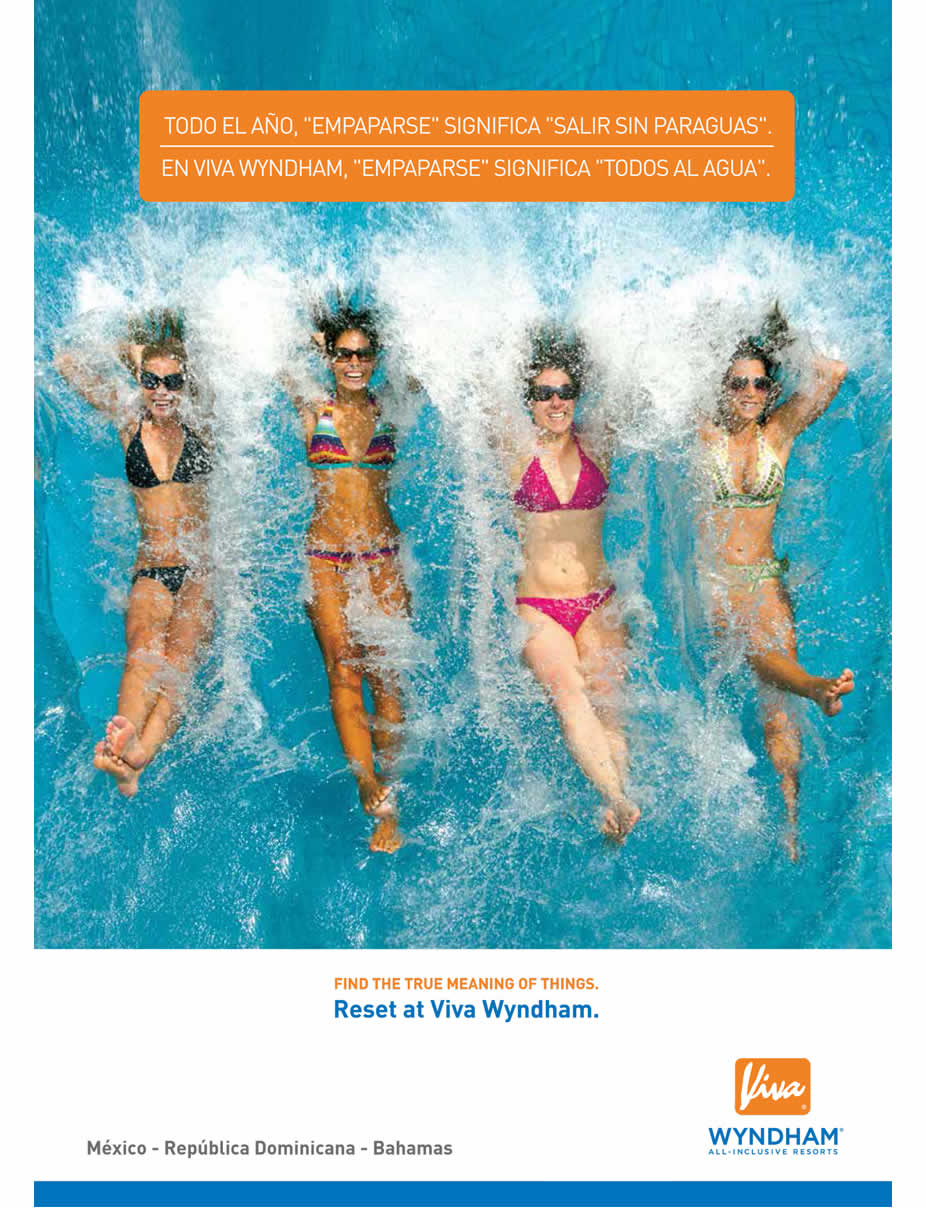 TODO EL AÑO, "EMPAPARSE" SIGNIFICA "SALIR SIN PARAGUAS".
EN VIVA WYNDHAM, "EMPAPARSE" SIGNIFICA "TODOS AL AGUA".
FIND THE TRUE MEANING OF THINGS.
Reset at Viva Wyndham.
Viva®
WYNDHAM®
ALL-INCLUSIVE RESORTS
México - República Dominicana - Bahamas